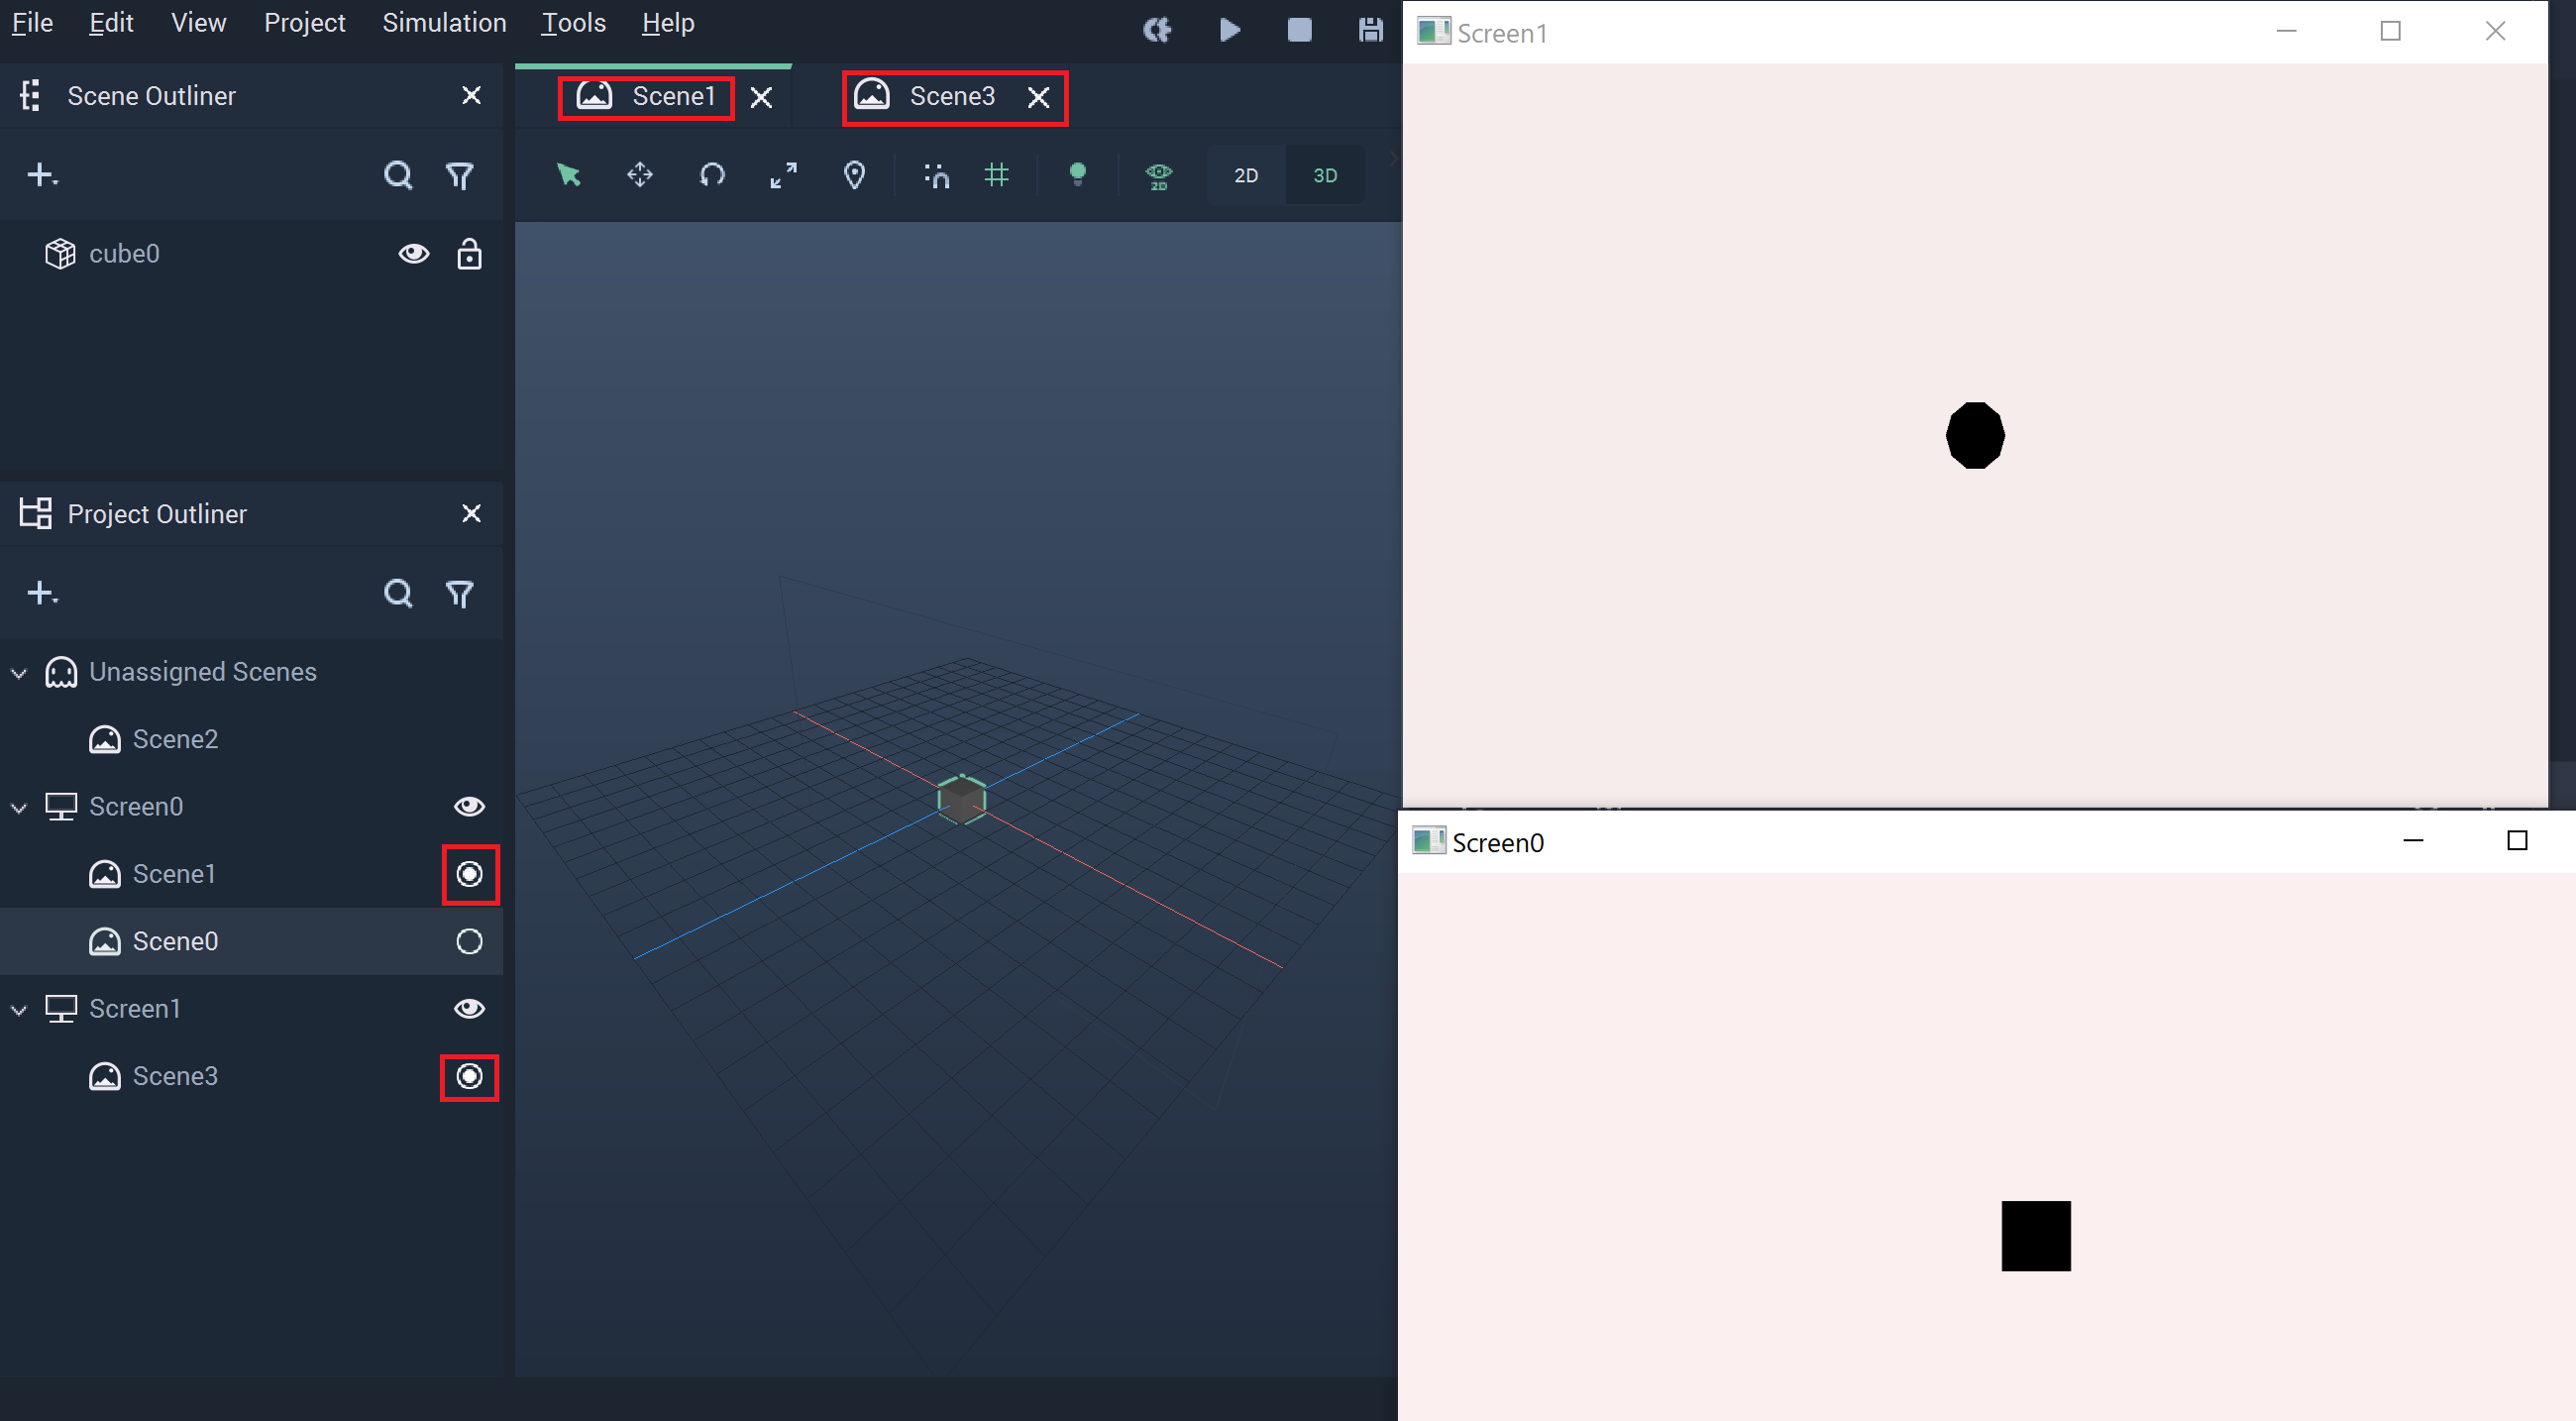 File Edit View Project Simulation Tools Help
Scene Outliner
cube0
Project Outliner
Unassigned Scenes
Scene2
Screen0
Scene1
Scene0
Screen1
Scene3
Scene1
Scene3
2D
2D
3D
Screen1
Screen0